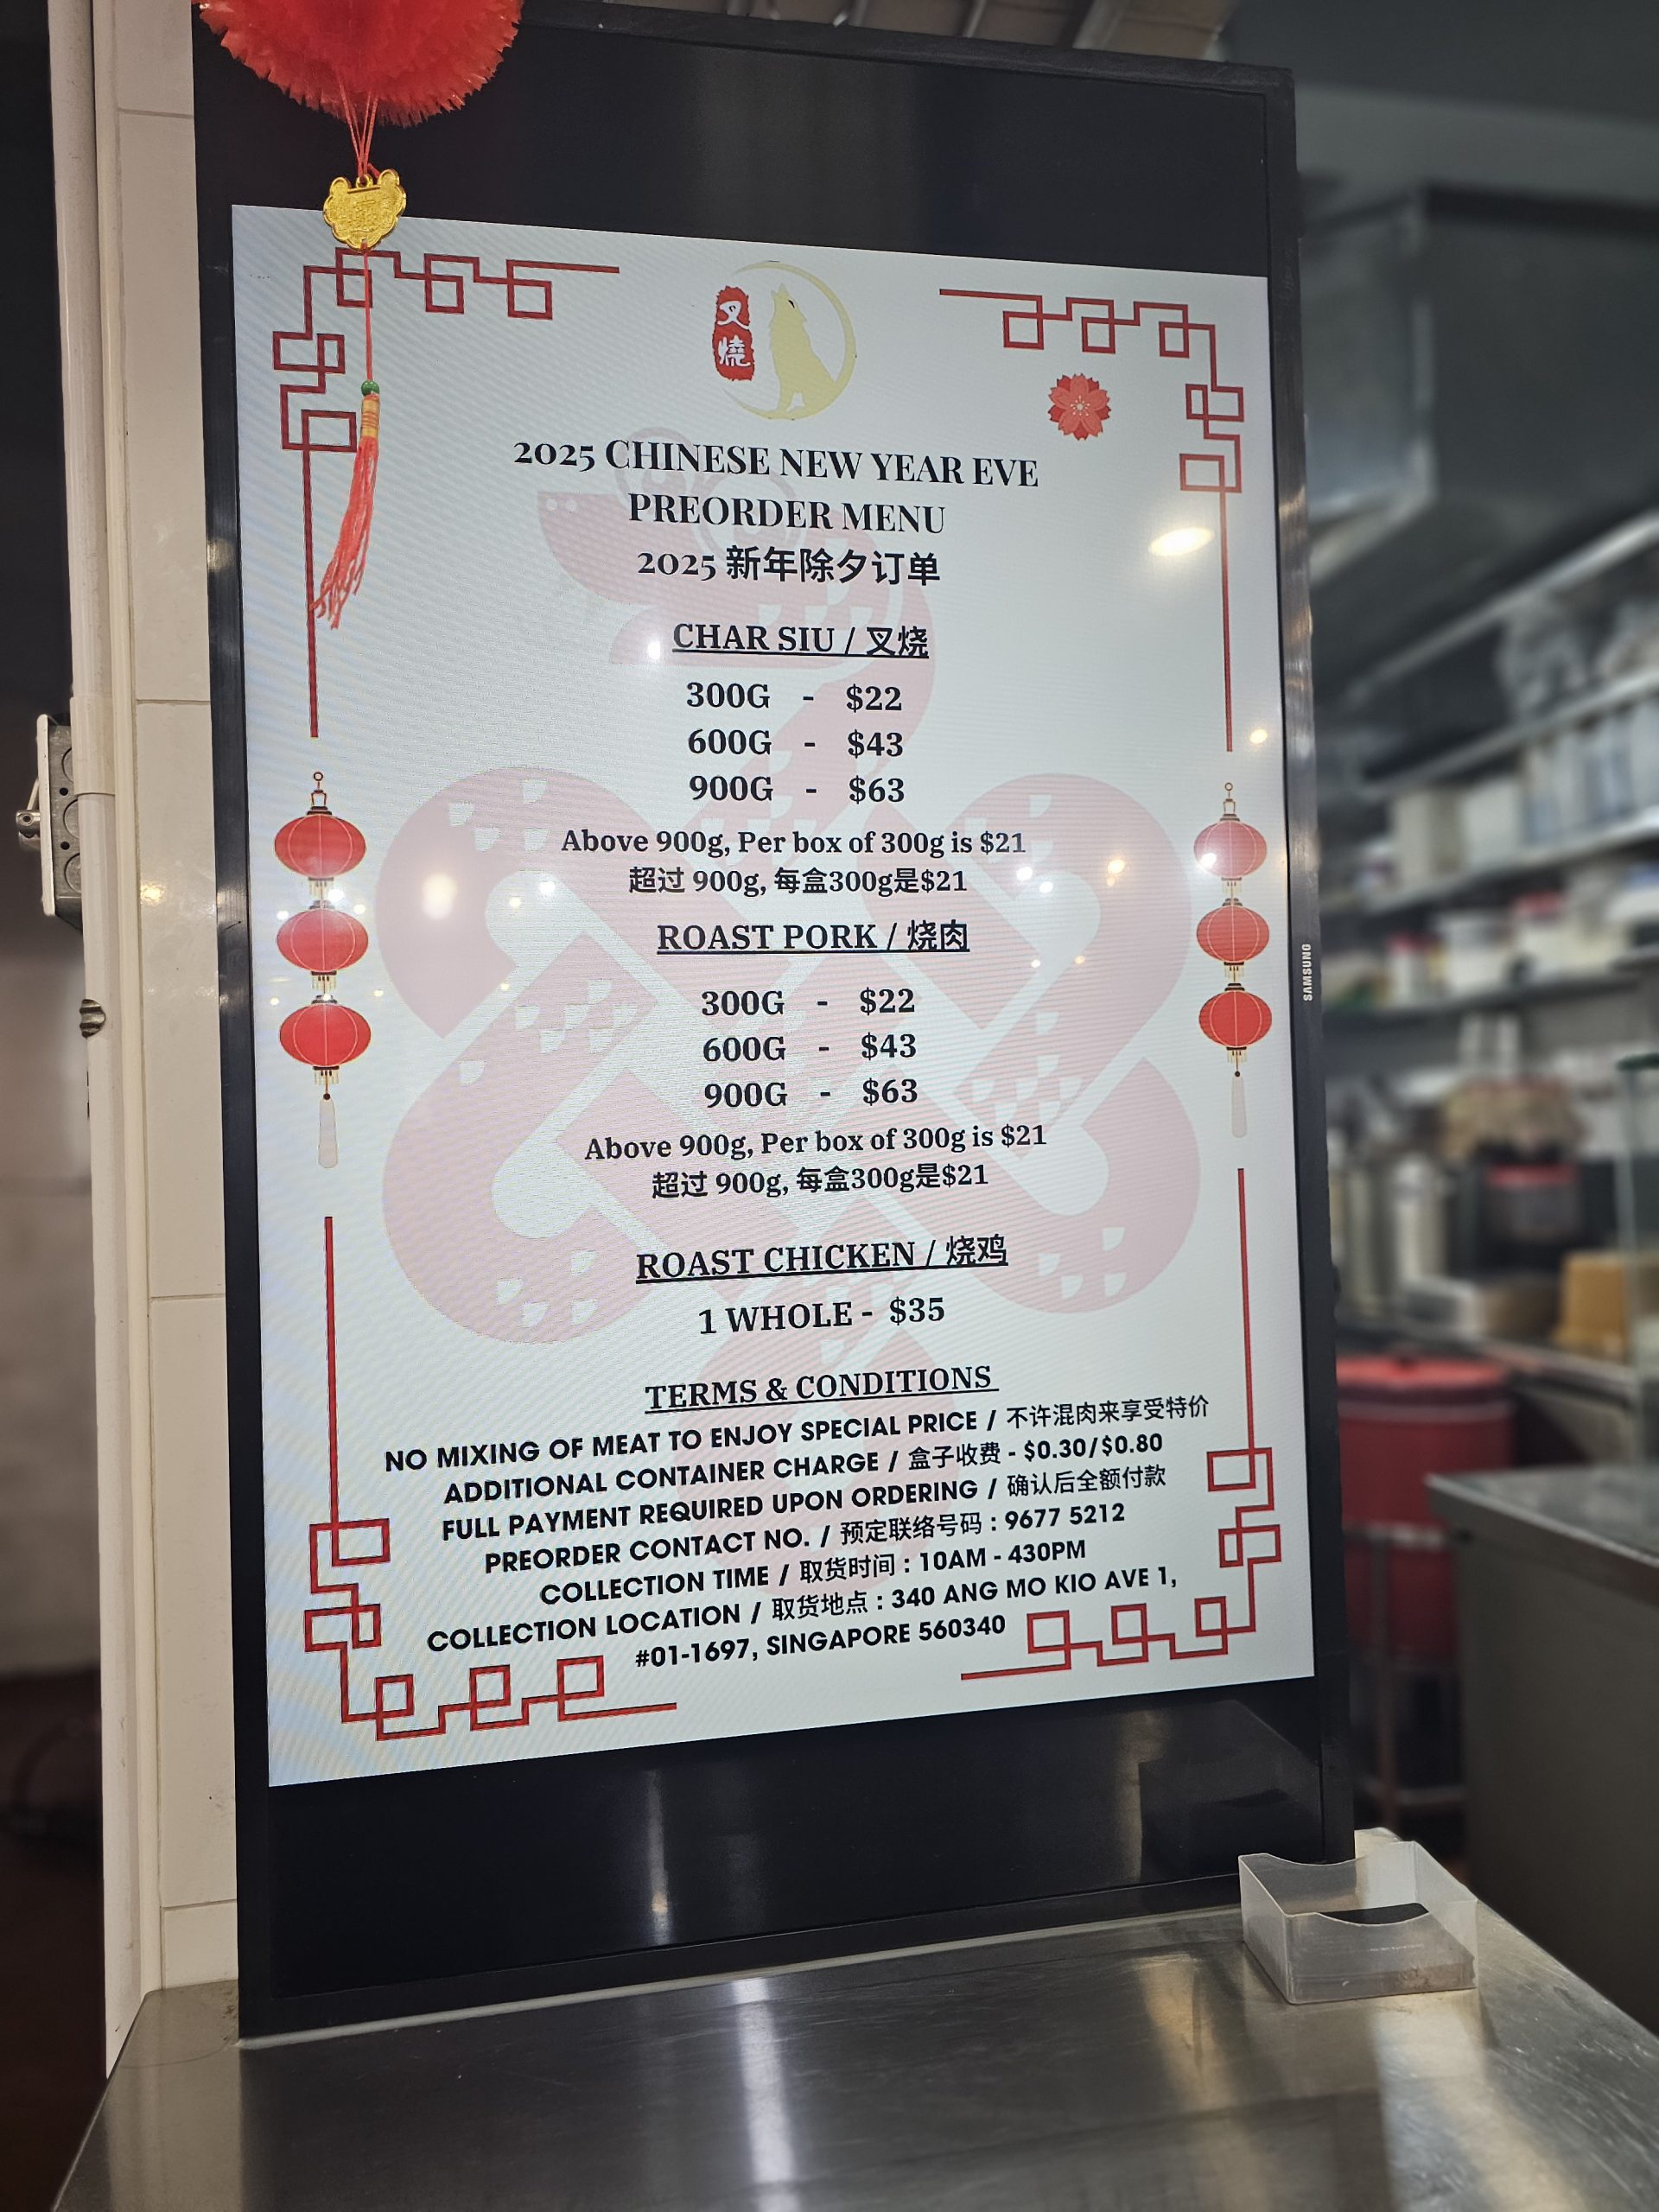 叉
燒
2025 CHINESE NEW YEAR EVE
PREORDER MENU
2025 新年除夕订单
CHAR SIU / 叉烧
300G - $22
600G - $43
900G - $63
Above 900g, Per box of 300g is $21
超过 900g, 每盒300g是$21
ROAST PORK / 烧肉
300G - $22
600G - $43
900G - $63
Above 900g, Per box of 300g is $21
超过 900g, 每盒300g是$21
ROAST CHICKEN / 烧鸡
1 WHOLE - $35
TERMS & CONDITIONS
NO MIXING OF MEAT TO ENJOY SPECIAL PRICE / 不许混肉来享受特价
ADDITIONAL CONTAINER CHARGE / 盒子收费 - $0.30/$0.80
FULL PAYMENT REQUIRED UPON ORDERING / 确认后全额付款
PREORDER CONTACT NO. / 预定联络号码 : 9677 5212
COLLECTION TIME / 取货时间 : 10AM - 430PM
COLLECTION LOCATION / 取货地点 : 340 ANG MO KIO AVE 1,
#01-1697, SINGAPORE 560340
SAMSUNG